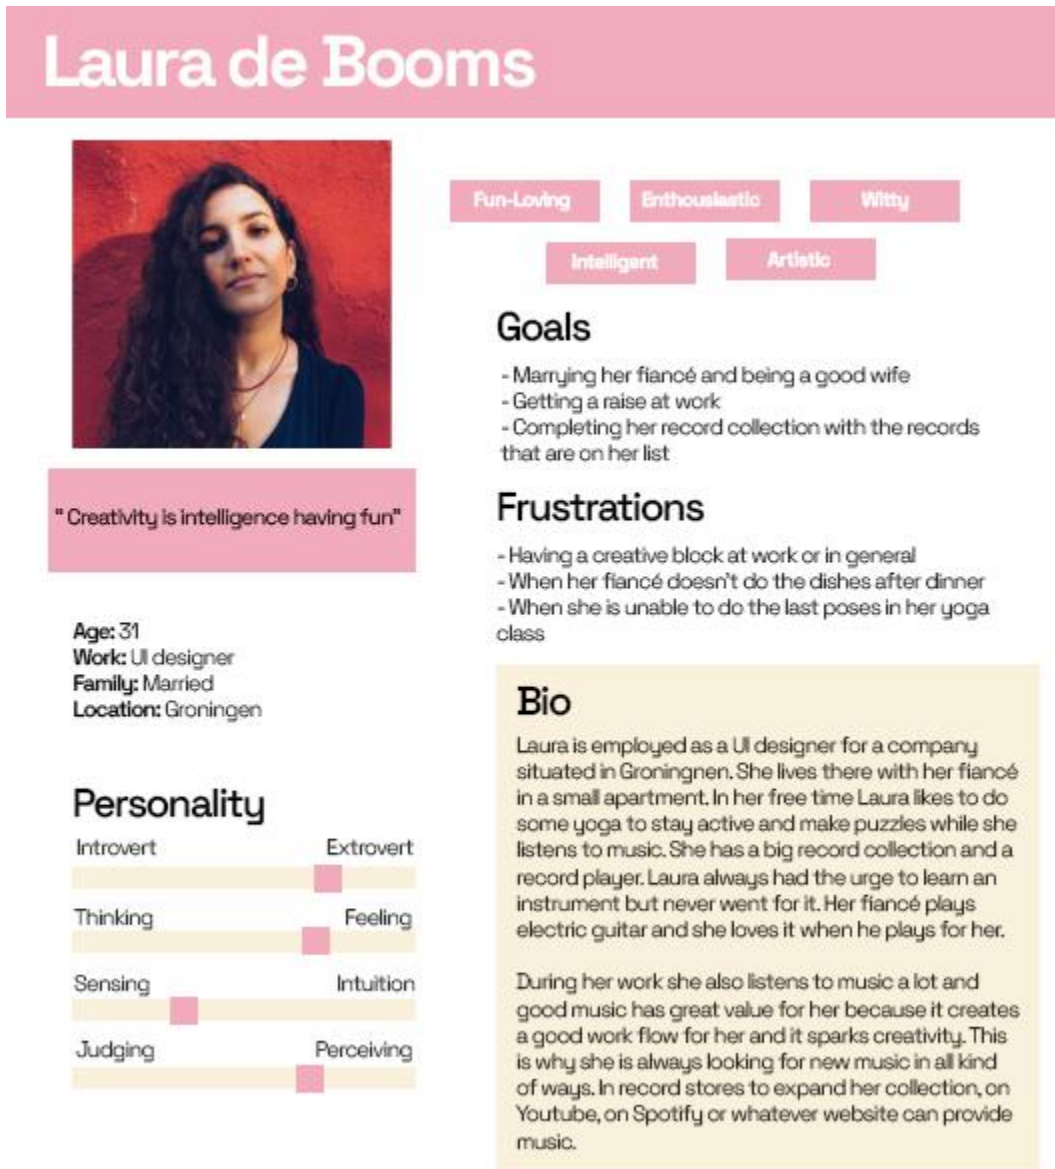 Laura de Booms
Fun-Loving
Enthousiastic
Witty
Intelligent
Artistic
"Creativity is intelligence having fun"
Age: 31
Work: UI designer
Family: Married
Location: Groningen
Personality
Introvert Extrovert
Thinking Feeling
Sensing Intuition
Judging Perceiving
Goals
- Marrying her fiancé and being a good wife
- Getting a raise at work
- Completing her record collection with the records
that are on her list
Frustrations
- Having a creative block at work or in general
- When her fiancé doesn't do the dishes after dinner
- When she is unable to do the last poses in her yoga
class
Bio
Laura is employed as a UI designer for a company
situated in Groningnen. She lives there with her fiancé
in a small apartment. In her free time Laura likes to do
some yoga to stay active and make puzzles while she
listens to music. She has a big record collection and a
record player. Laura always had the urge to learn an
instrument but never went for it. Her fiancé plays
electric guitar and she loves it when he plays for her.
During her work she also listens to music a lot and
good music has great value for her because it creates
a good work flow for her and it sparks creativity. This
is why she is always looking for new music in all kind
of ways. In record stores to expand her collection, on
Youtube, on Spotify or whatever website can provide
music.